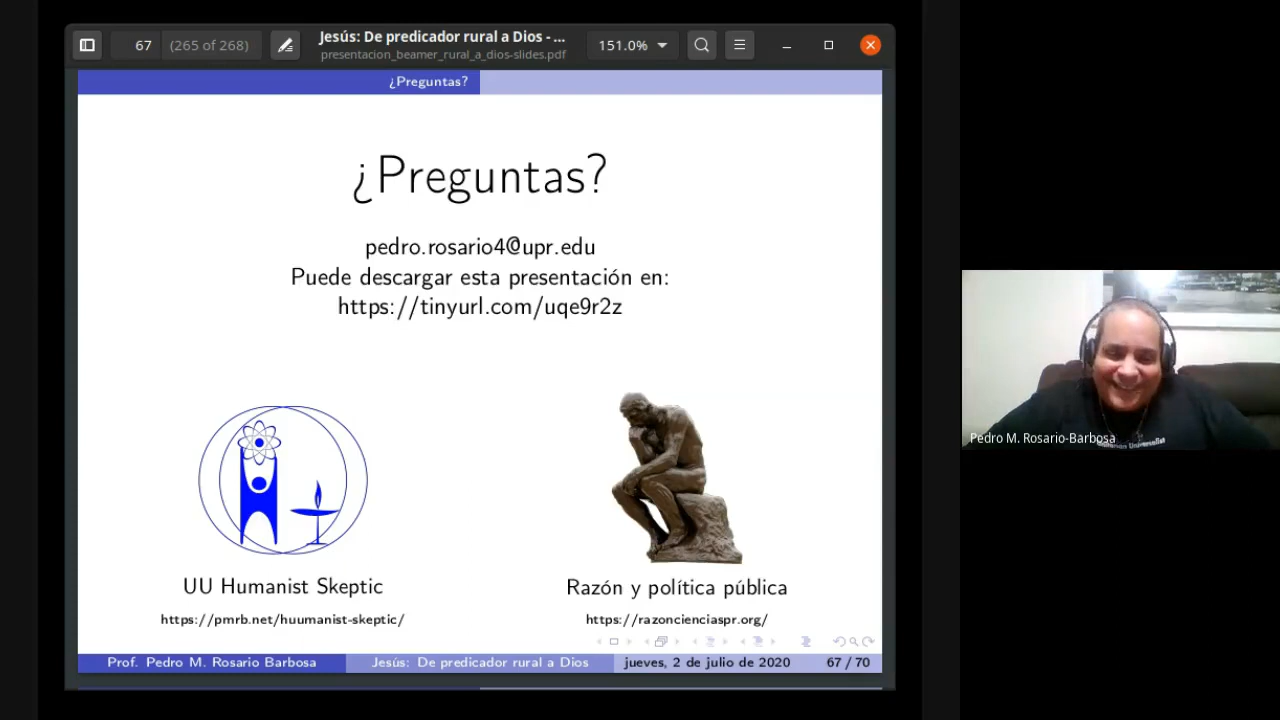 67
(265 of 268)
Jesús: De predicador rural a Dios - ...
presentacion_beamer_rural_a_dios-slides.pdf
151.0%
¿Preguntas?
¿Preguntas?
pedro.rosario4@upr.edu
Puede descargar esta presentación en:
https://tinyurl.com/uqe9r2z
UU Humanist Skeptic
https://pmrb.net/huumanist-skeptic/
Razón y política pública
https://razoncienciaspr.org/
Prof. Pedro M. Rosario Barbosa
Jesús: De predicador rural a Dios
jueves, 2 de julio de 2020
67 / 70
Pedro M. Rosario-Barbosa